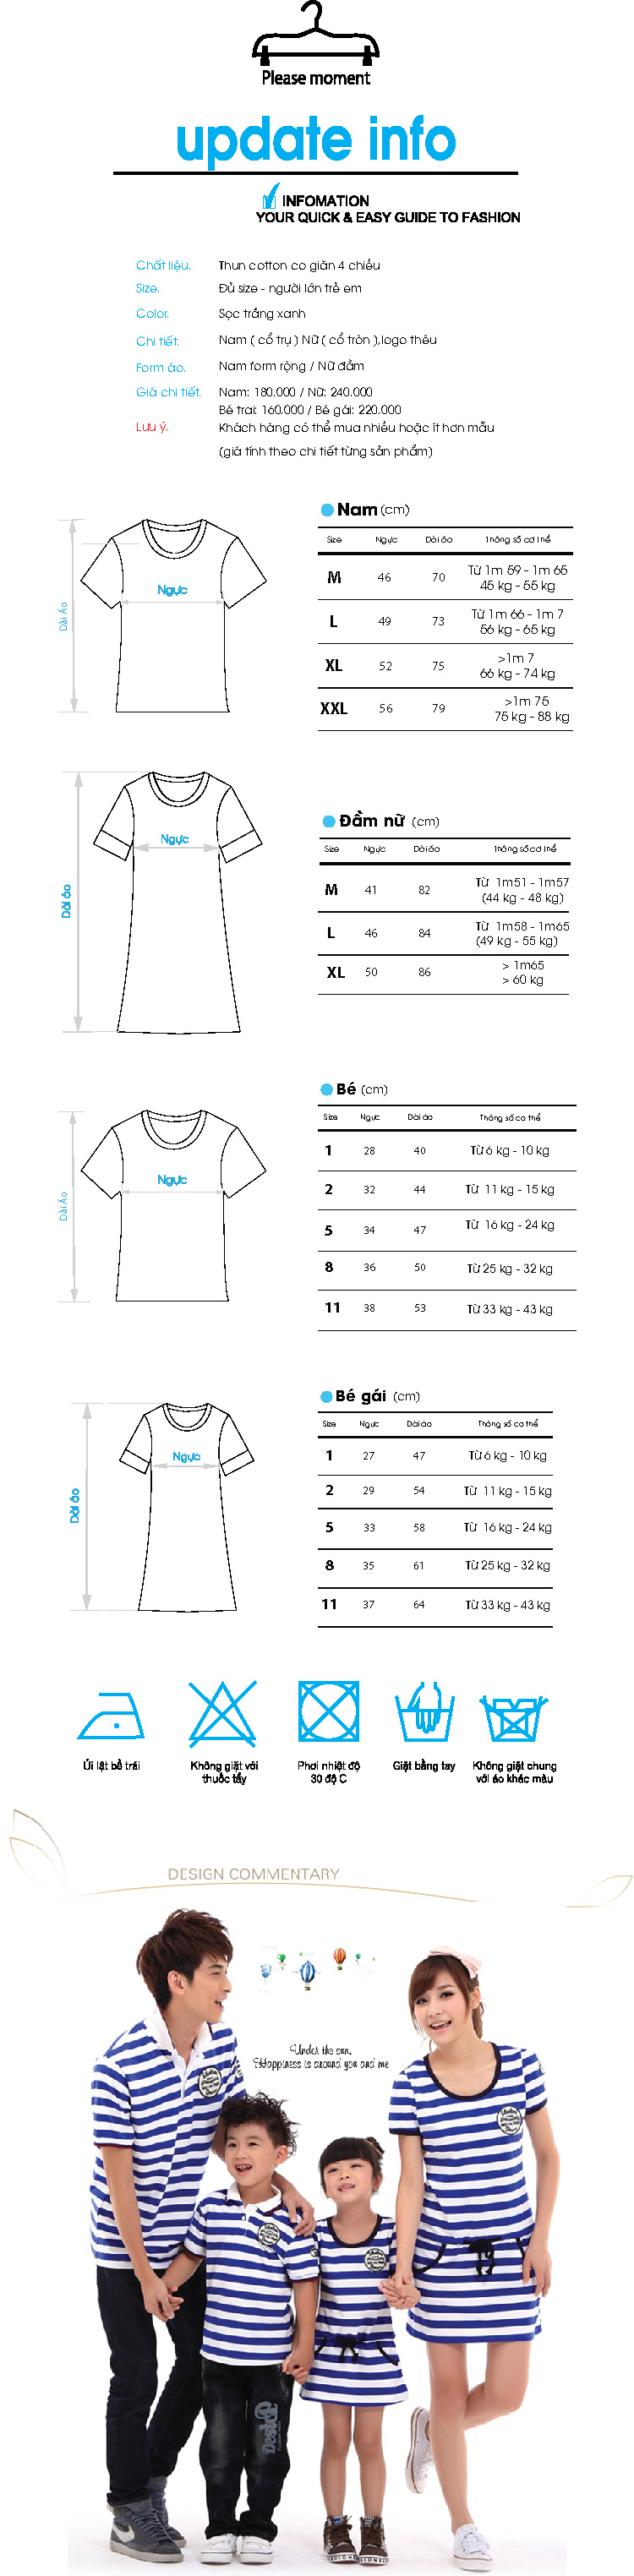 Please moment
update info
INFOMATION
YOUR QUICK & EASY GUIDE TO FASHION
Chất liệu. Thun cotton co giãn 4 chiều
Size. Đủ size - người lớn trẻ em
Color. Sọc trắng xanh
Chi tiết. Nam ( cổ trụ ) Nữ ( cổ tròn ),logo thêu
Form áo. Nam form rộng / Nữ đầm
Giá chi tiết. Nam: 180.000 / Nữ: 240.000
Bé trai: 160.000 / Bé gái: 220.000
Lưu ý. Khách hàng có thể mua nhiều hoặc ít hơn mẫu
(giá tính theo chi tiết từng sản phẩm)
Nam (cm)
Size Ngực Dài áo Thông số cơ thể
M 46 70 Từ 1m 59 - 1m 65
45 kg - 55 kg
L 49 73 Từ 1m 66 - 1m 7
56 kg - 65 kg
XL 52 75 >1m 7
66 kg - 74 kg
XXL 56 79 >1m 75
75 kg - 88 kg
Ngực
Dài Áo
Đầm nữ (cm)
Size Ngực Dài áo Thông số cơ thể
M 41 82 Từ 1m51 - 1m57
(44 kg - 48 kg)
L 46 84 Từ 1m58 - 1m65
(49 kg - 55 kg)
XL 50 86 > 1m65
> 60 kg
Ngực
Dài áo
Bé (cm)
Size Ngực Dài áo Thông số cơ thể
1 28 40 Từ 6 kg - 10 kg
2 32 44 Từ 11 kg - 15 kg
5 34 47 Từ 16 kg - 24 kg
8 36 50 Từ 25 kg - 32 kg
11 38 53 Từ 33 kg - 43 kg
Ngực
Dài Áo
Bé gái (cm)
Size Ngực Dài áo Thông số cơ thể
1 27 47 Từ 6 kg - 10 kg
2 29 54 Từ 11 kg - 15 kg
5 33 58 Từ 16 kg - 24 kg
8 35 61 Từ 25 kg - 32 kg
11 37 64 Từ 33 kg - 43 kg
Ngực
Dài áo
Ủi lật bề trái
Không giặt với
thuốc tẩy
Phơi nhiệt độ
30 độ C
Giặt bằng tay
Không giặt chung
với áo khác màu
DESIGN COMMENTARY
Under the sun,
Happiness is around you and me